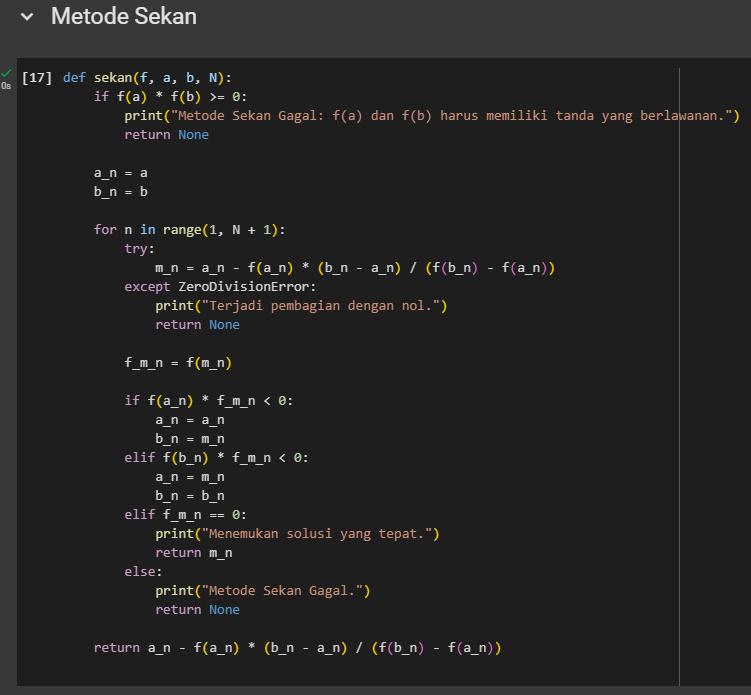 Metode Sekan
[17] def sekan(f, a, b, N):
    if f(a) * f(b) >= 0:
        print("Metode Sekan Gagal: f(a) dan f(b) harus memiliki tanda yang berlawanan.")
        return None

    a_n = a
    b_n = b

    for n in range(1, N + 1):
        try:
            m_n = a_n - f(a_n) * (b_n - a_n) / (f(b_n) - f(a_n))
        except ZeroDivisionError:
            print("Terjadi pembagian dengan nol.")
            return None

        f_m_n = f(m_n)

        if f(a_n) * f_m_n < 0:
            a_n = a_n
            b_n = m_n
        elif f(b_n) * f_m_n < 0:
            a_n = m_n
            b_n = b_n
        elif f_m_n == 0:
            print("Menemukan solusi yang tepat.")
            return m_n
        else:
            print("Metode Sekan Gagal.")
            return None

    return a_n - f(a_n) * (b_n - a_n) / (f(b_n) - f(a_n))
0s